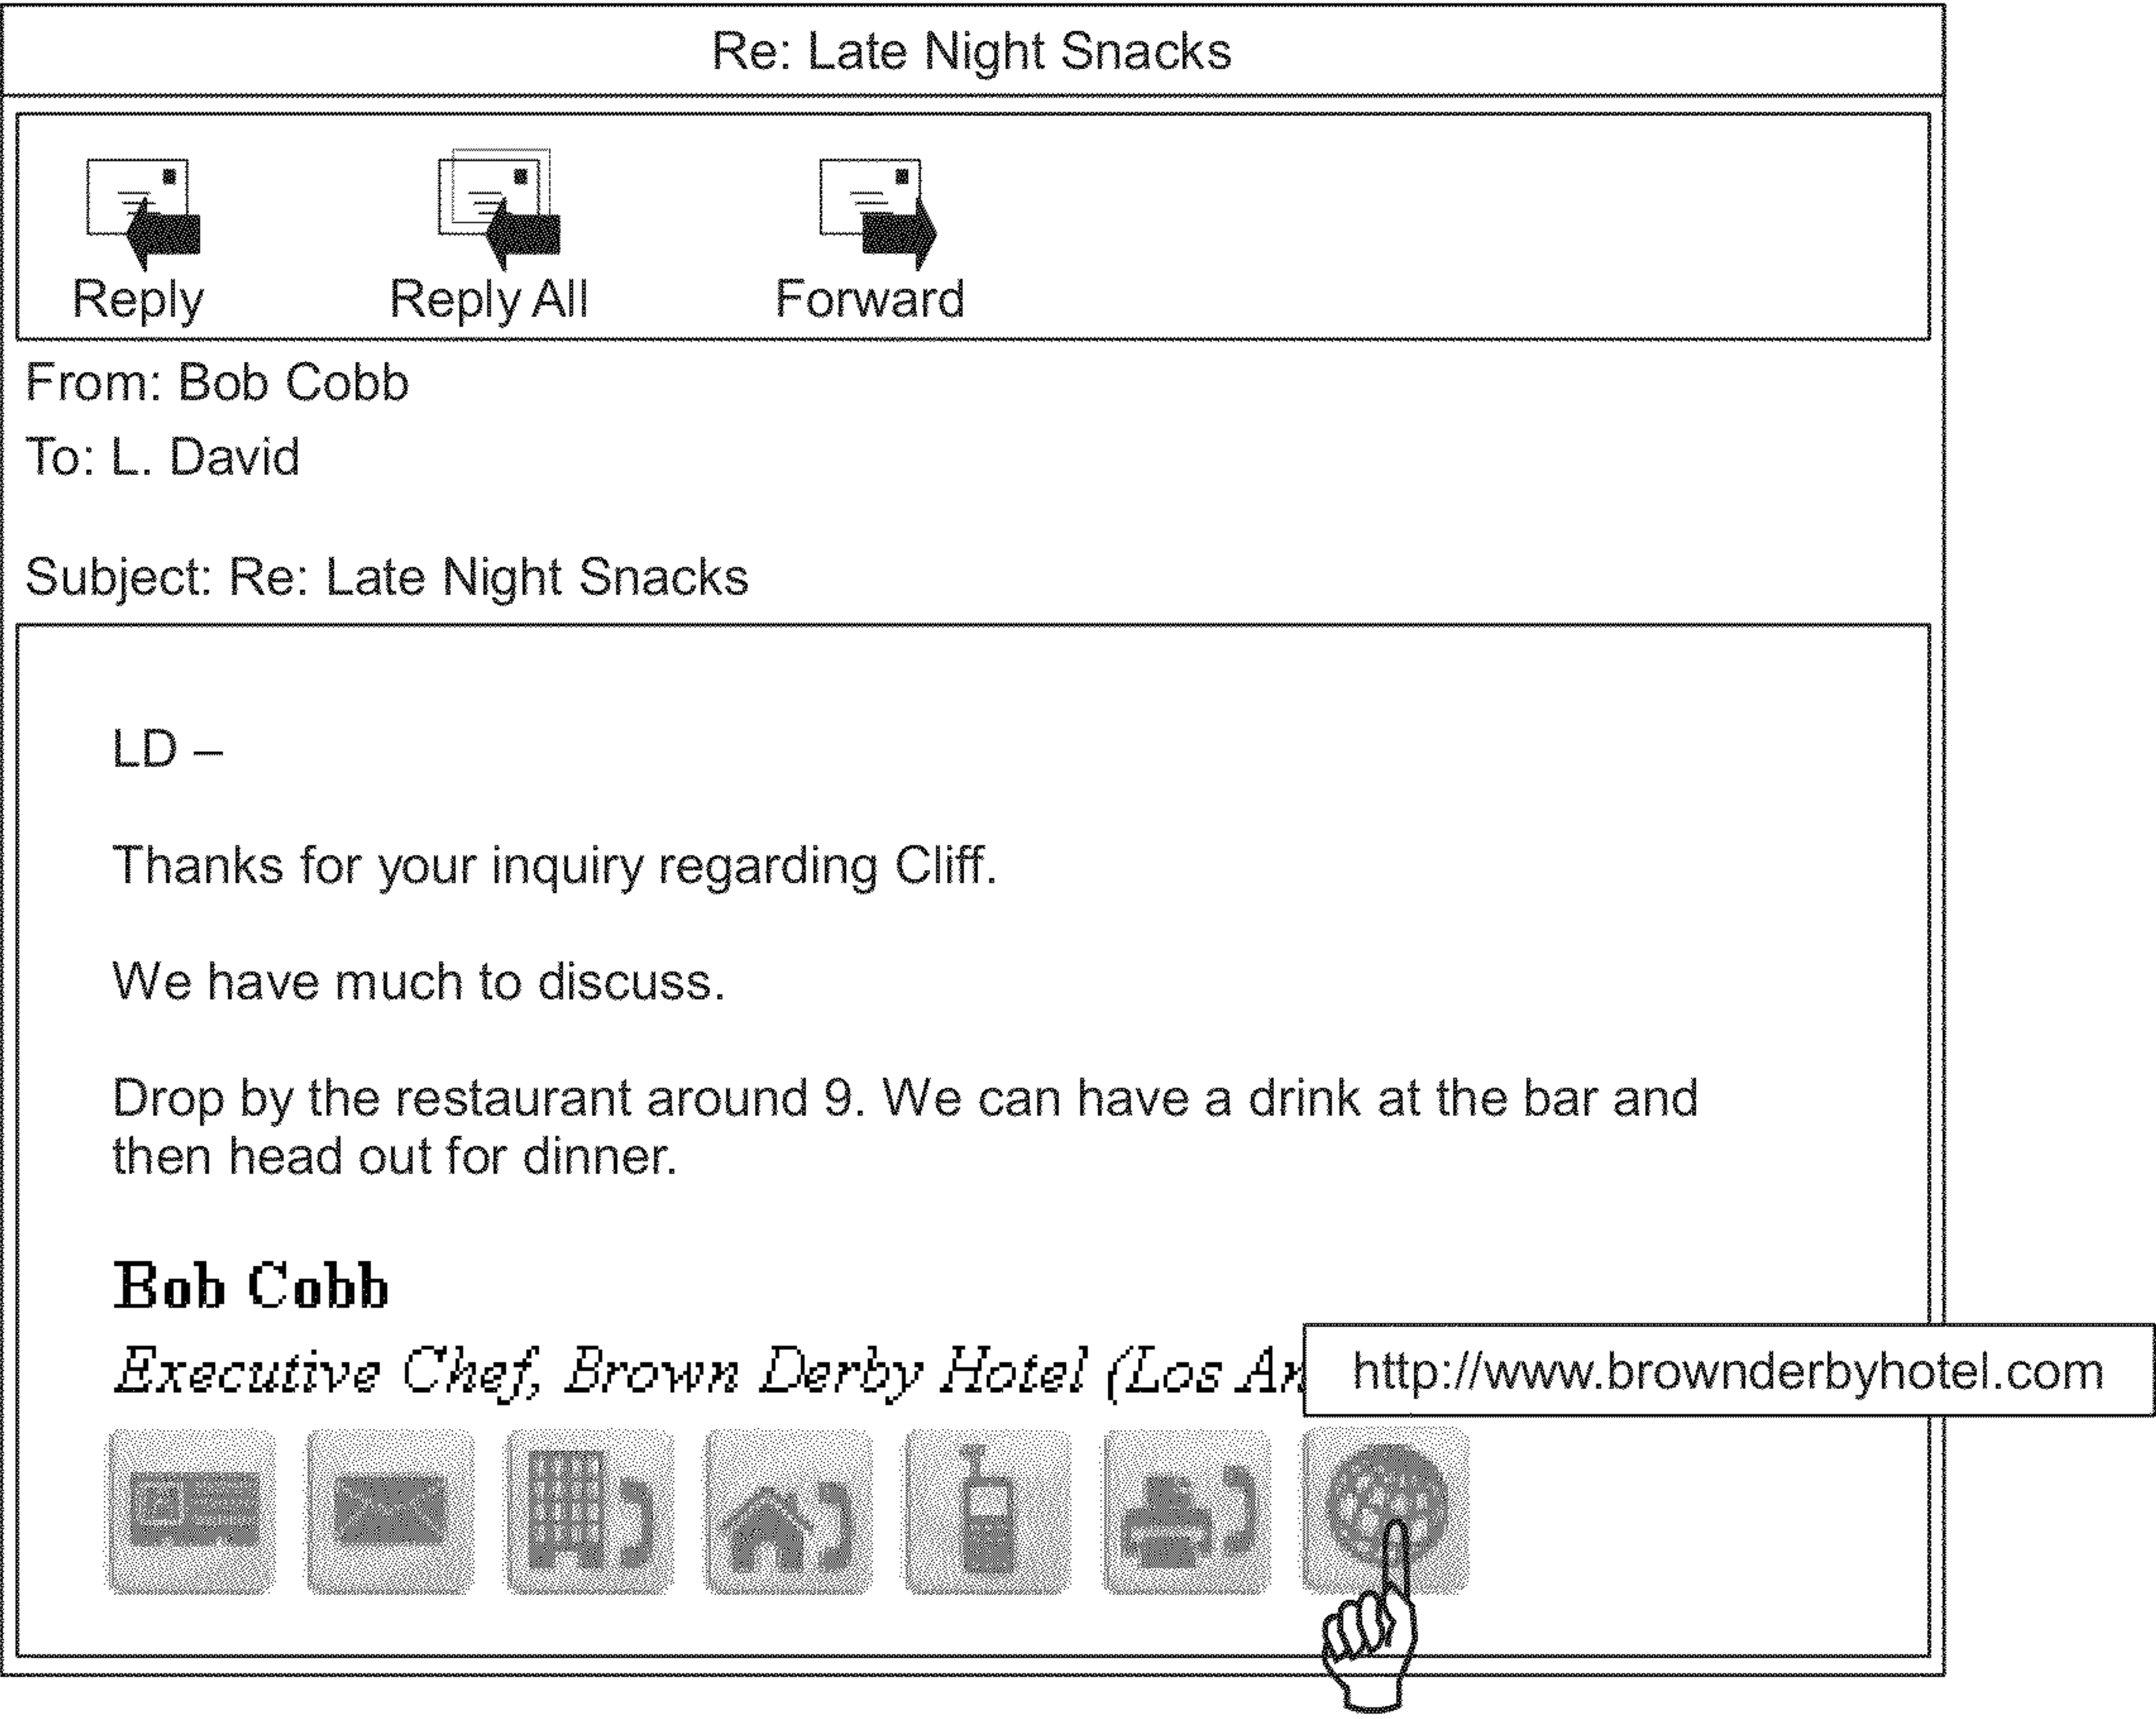 Re: Late Night Snacks
Reply
Reply All
Forward
From: Bob Cobb
To: L. David
Subject: Re: Late Night Snacks
LD –
Thanks for your inquiry regarding Cliff.
We have much to discuss.
Drop by the restaurant around 9. We can have a drink at the bar and
then head out for dinner.
Bob Cobb
Executive Chef, Brown Derby Hotel (Los An
http://www.brownderbyhotel.com